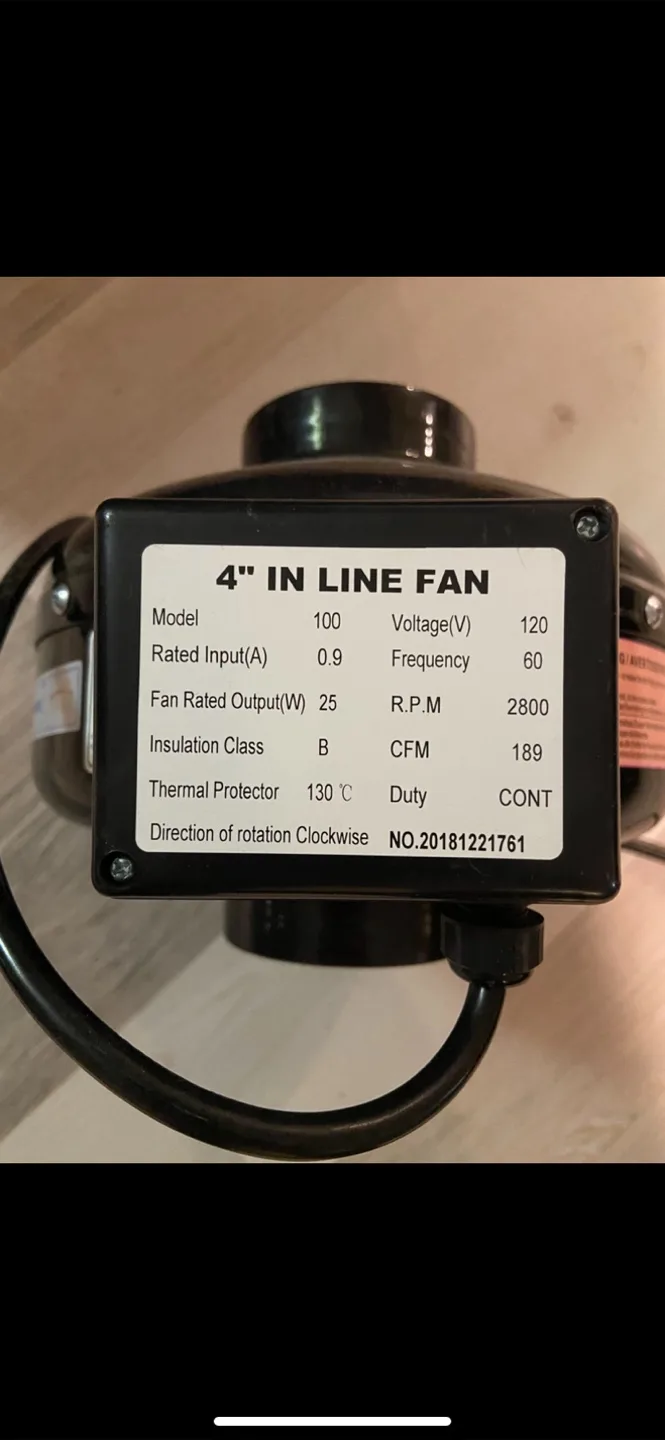 4" IN LINE FAN
Model 100 Voltage(V) 120
Rated Input(A) 0.9 Frequency 60
Fan Rated Output(W) 25 R.P.M 2800
Insulation Class B CFM 189
Thermal Protector 130 ℃ Duty CONT
Direction of rotation Clockwise NO.20181221761